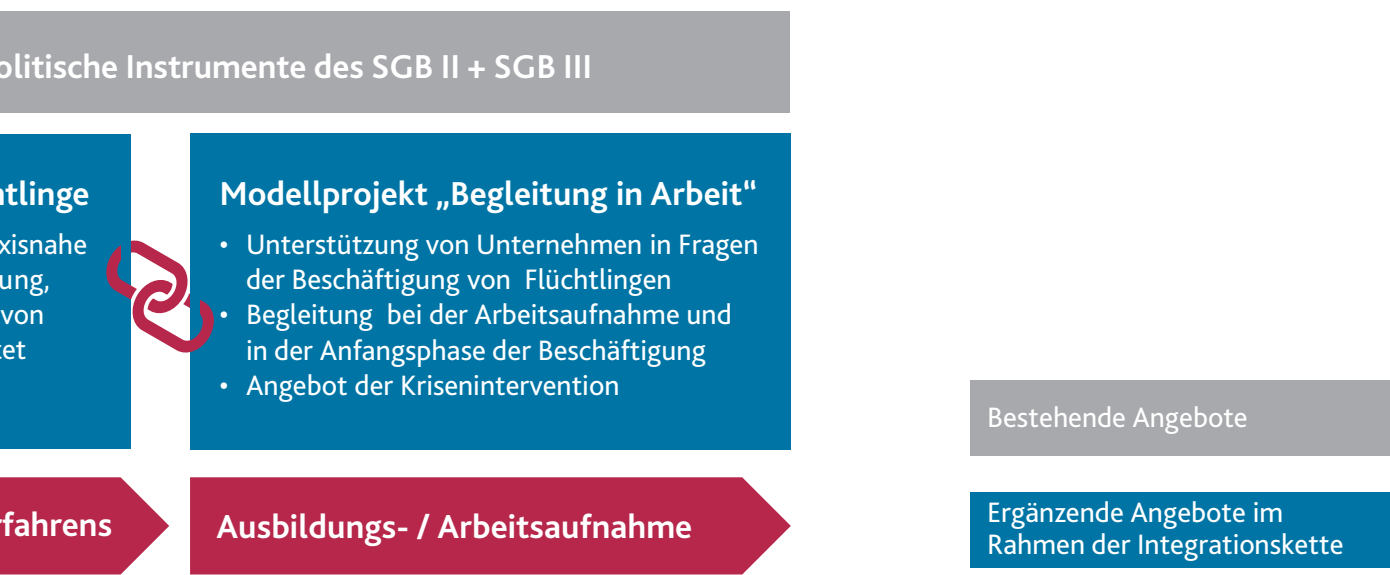 olitische Instrumente des SGB II + SGB III
htlinge
xisnahe
ung,
von
tet
Modellprojekt „Begleitung in Arbeit“
• Unterstützung von Unternehmen in Fragen
der Beschäftigung von Flüchtlingen
• Begleitung bei der Arbeitsaufnahme und
in der Anfangsphase der Beschäftigung
• Angebot der Krisenintervention
rfahrens
Ausbildungs- / Arbeitsaufnahme
Bestehende Angebote
Ergänzende Angebote im
Rahmen der Integrationskette